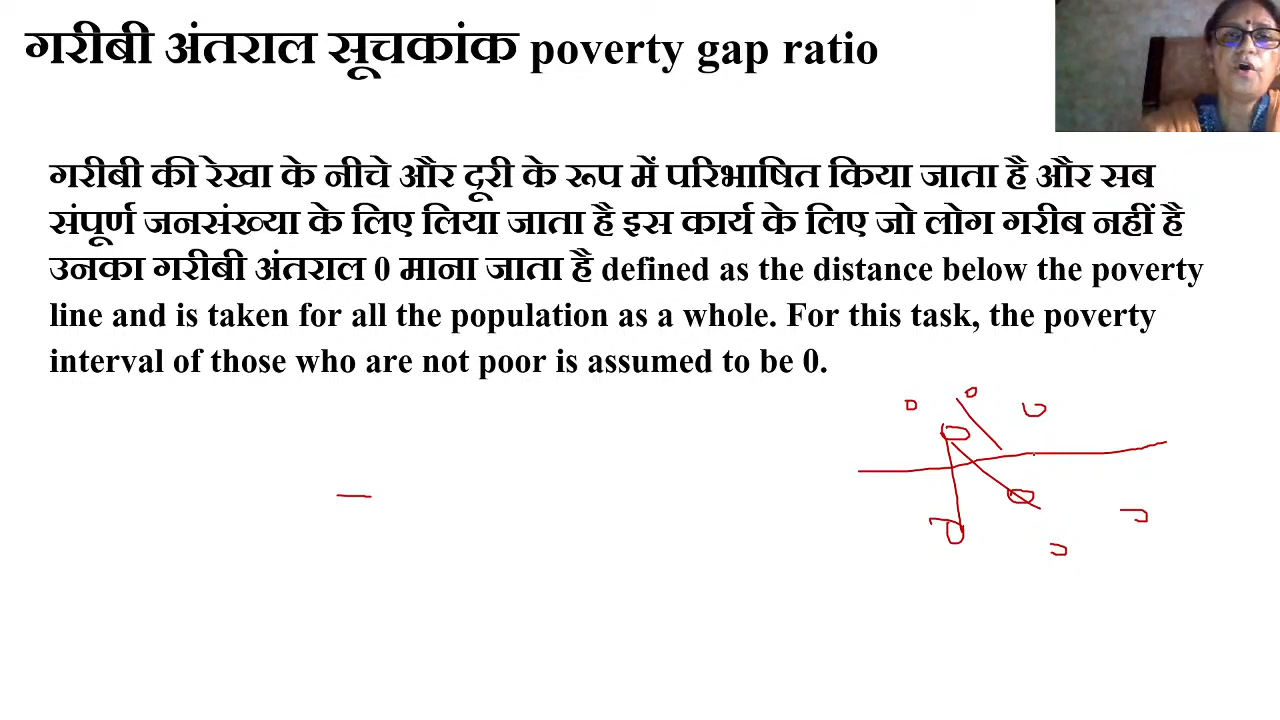 गरीबी अंतराल सूचकांक poverty gap ratio
गरीबी की रेखा के नीचे और दूरी के रूप में परिभाषित किया जाता है और सब
संपूर्ण जनसंख्या के लिए लिया जाता है इस कार्य के लिए जो लोग गरीब नहीं है
उनका गरीबी अंतराल 0 माना जाता है defined as the distance below the poverty
line and is taken for all the population as a whole. For this task, the poverty
interval of those who are not poor is assumed to be 0.